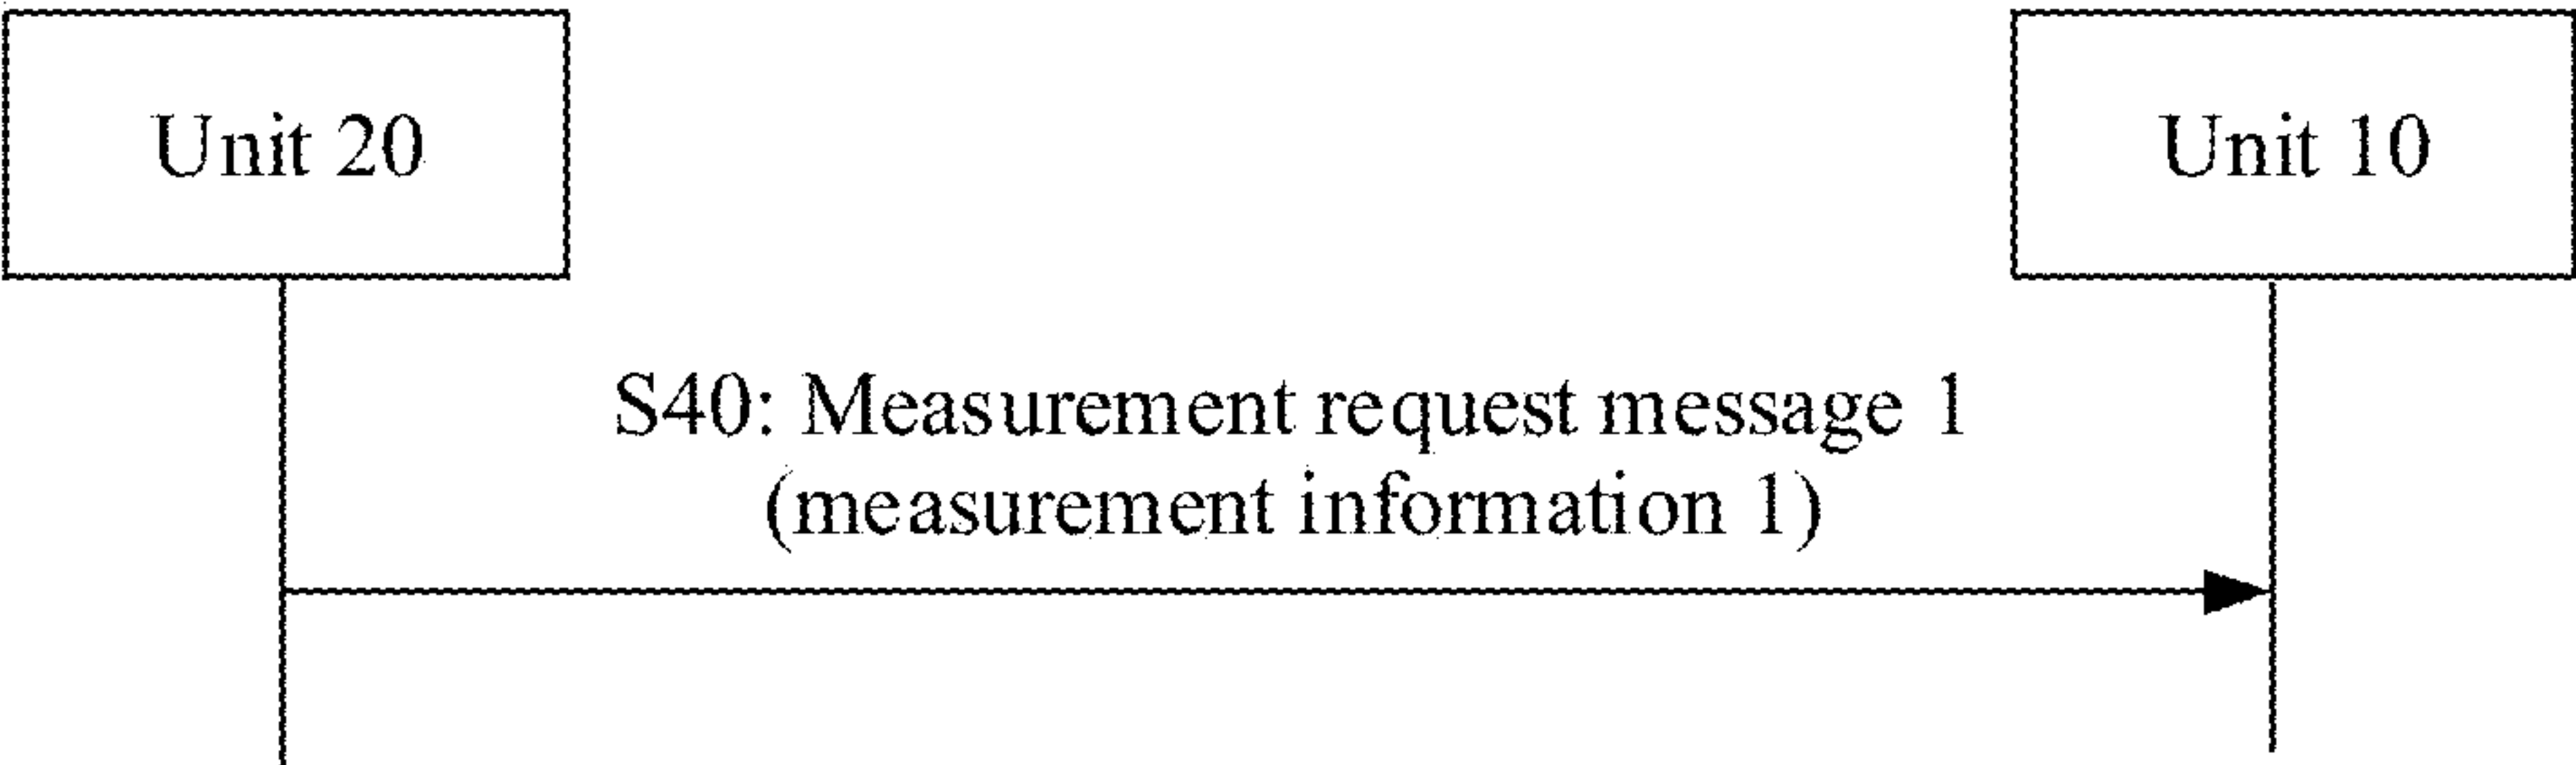 Unit 20
Unit 10
S40: Measurement request message 1
(measurement information 1)